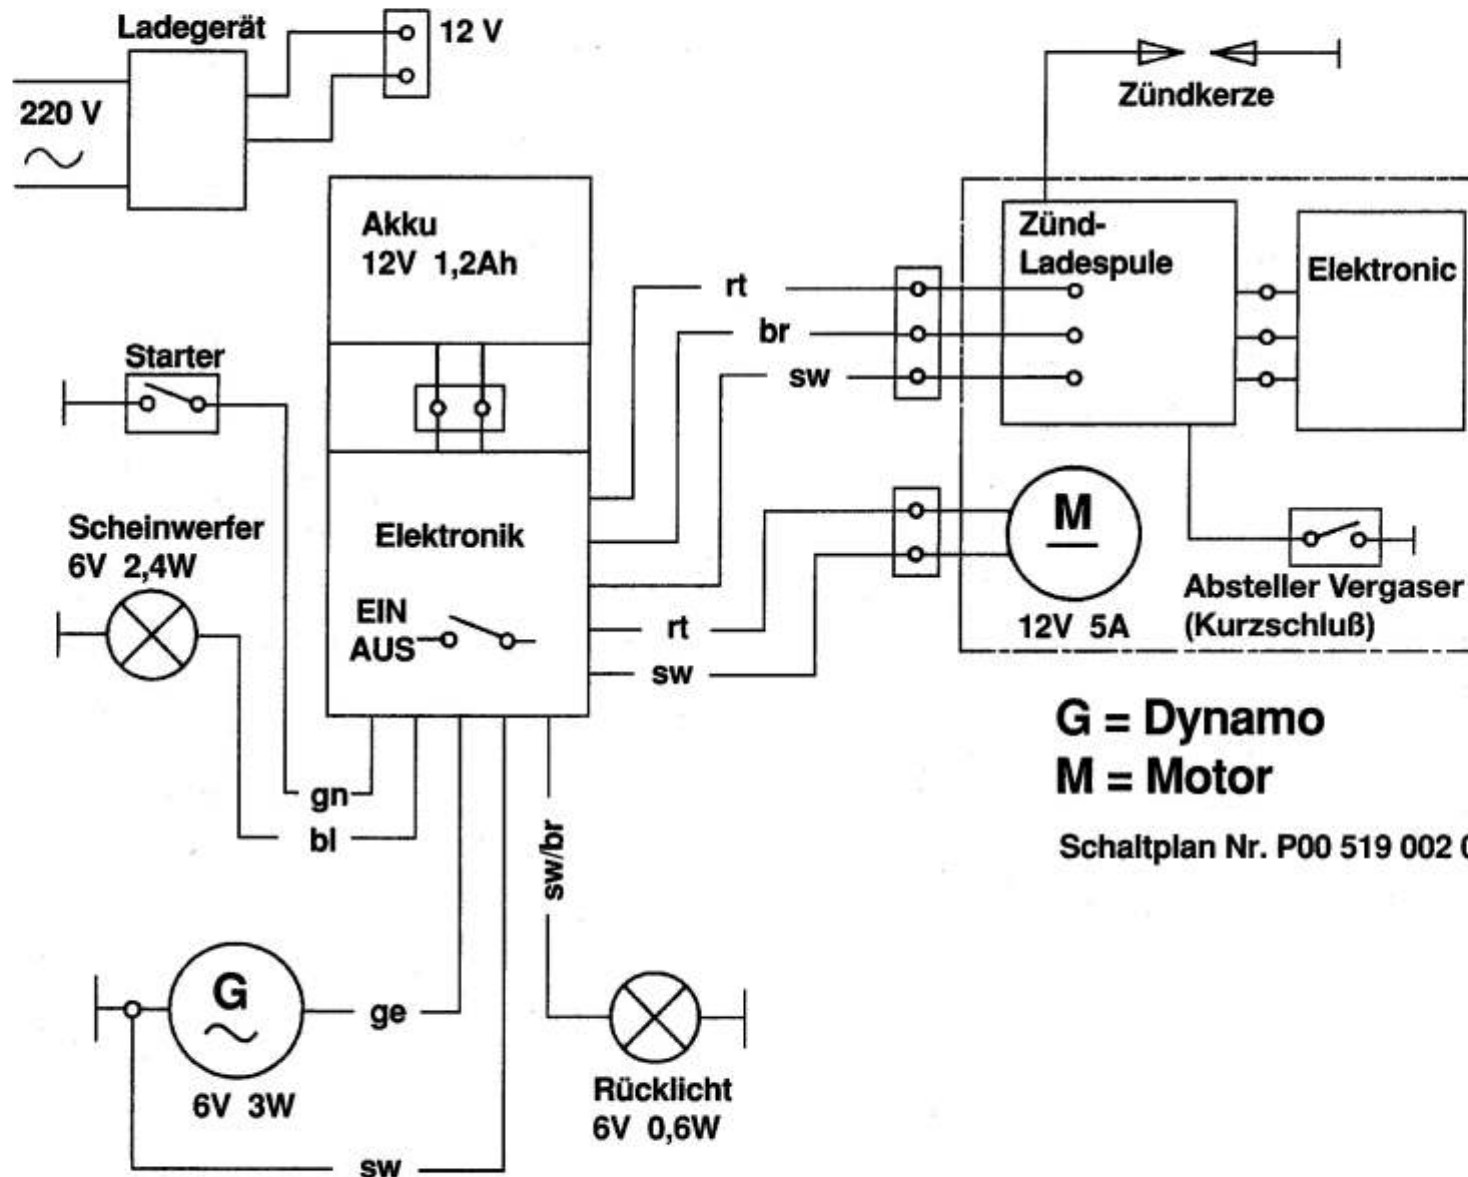 Ladegerät
12 V
220 V
Zündkerze
Akku
12V 1,2Ah
Zünd-
Ladespule
Elektronic
rt
br
sw
Starter
Scheinwerfer
6V 2,4W
Elektronik
EIN
AUS
M
12V 5A
Absteller Vergaser
(Kurzschluß)
rt
sw
G = Dynamo
M = Motor
Schaltplan Nr. P00 519 002
gn
bl
sw/br
G
ge
6V 3W
Rücklicht
6V 0,6W
sw